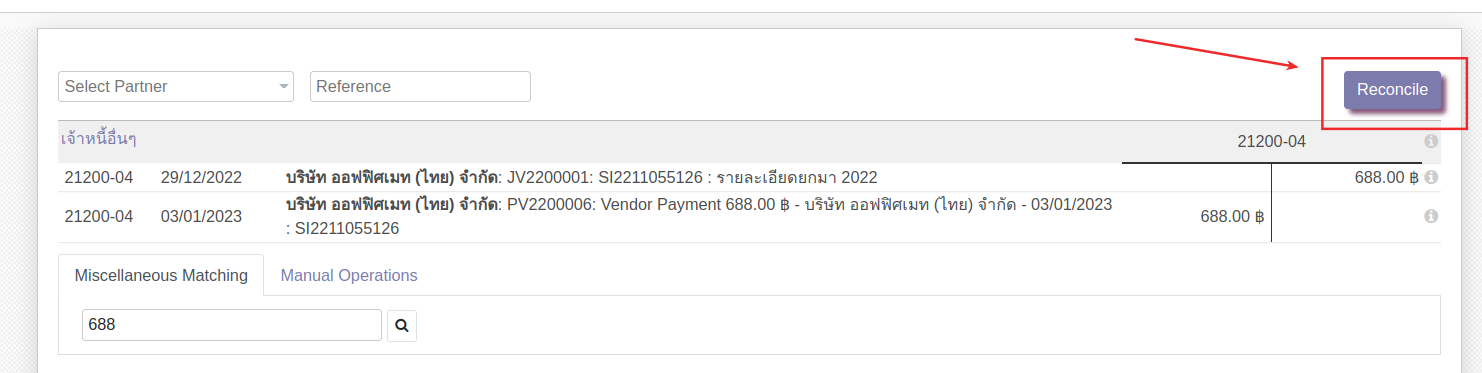 Select Partner
Reference
Reconcile
เจ้าหนี้อื่นๆ
21200-04
21200-04 29/12/2022 บริษัท ออฟฟิศเมท (ไทย) จำกัด: JV2200001: SI2211055126 : รายละเอียดยกมา 2022 688.00 ฿
21200-04 03/01/2023 บริษัท ออฟฟิศเมท (ไทย) จำกัด: PV2200006: Vendor Payment 688.00 ฿ - บริษัท ออฟฟิศเมท (ไทย) จำกัด - 03/01/2023 688.00 ฿
: SI2211055126
Miscellaneous Matching Manual Operations
688